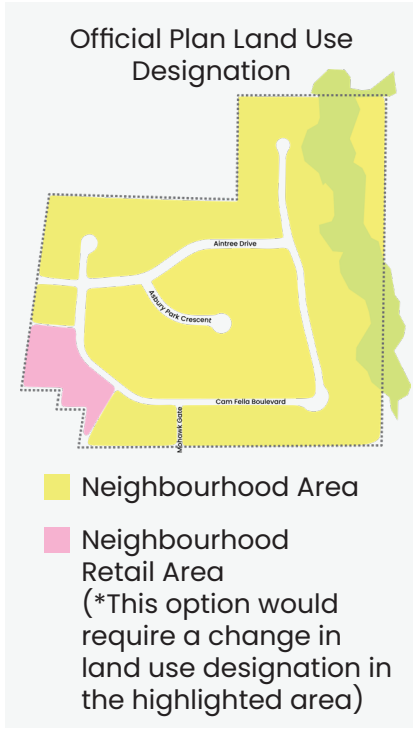 Official Plan Land Use
Designation
Aintree Drive
Asbury Park Crescent
Cam Fella Boulevard
Mohawk Gate
Neighbourhood Area
Neighbourhood
Retail Area
(*This option would
require a change in
land use designation in
the highlighted area)